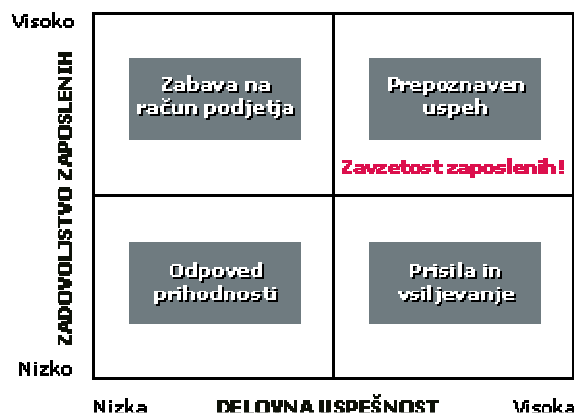 Visoko
Zabava na
račun podjetja
Prepoznaven
uspeh
Zavzetost zaposlenih!
ZADOVOLJSTVO ZAPOSLENIH
Odpoved
prihodnosti
Prisila in
vsiljevanje
Nizko
Nizka
DELOVNA USPEŠNOST
Visoka